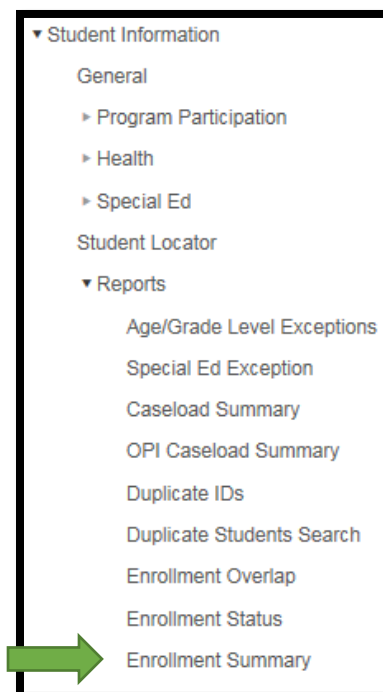 Student Information
General
Program Participation
Health
Special Ed
Student Locator
Reports
Age/Grade Level Exceptions
Special Ed Exception
Caseload Summary
OPI Caseload Summary
Duplicate IDs
Duplicate Students Search
Enrollment Overlap
Enrollment Status
Enrollment Summary